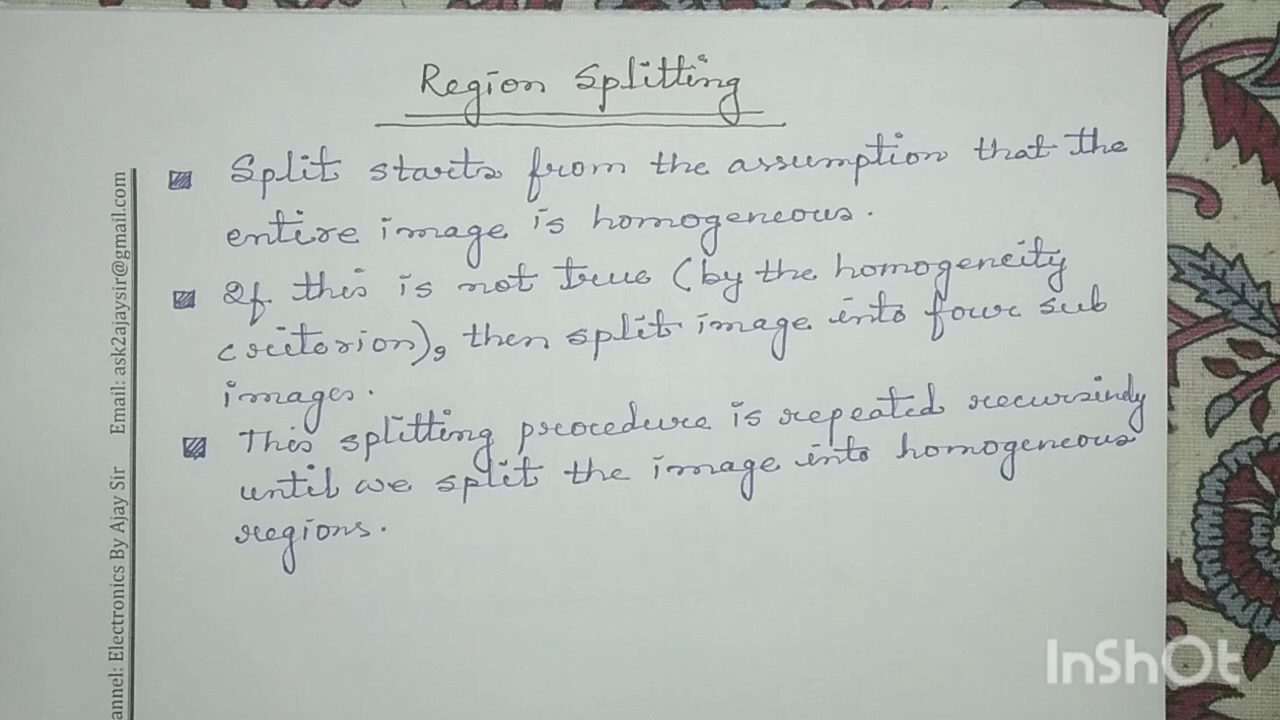 Region Splitting
Split starts from the assumption that the
entire image is homogeneous.
If this is not true (by the homogeneity
criterion), then split image into four sub
images.
This splitting procedure is repeated recursively
until we split the image into homogeneous
regions.
annel: Electronics By Ajay Sir Email: ask2ajaysir@gmail.com
InShOt